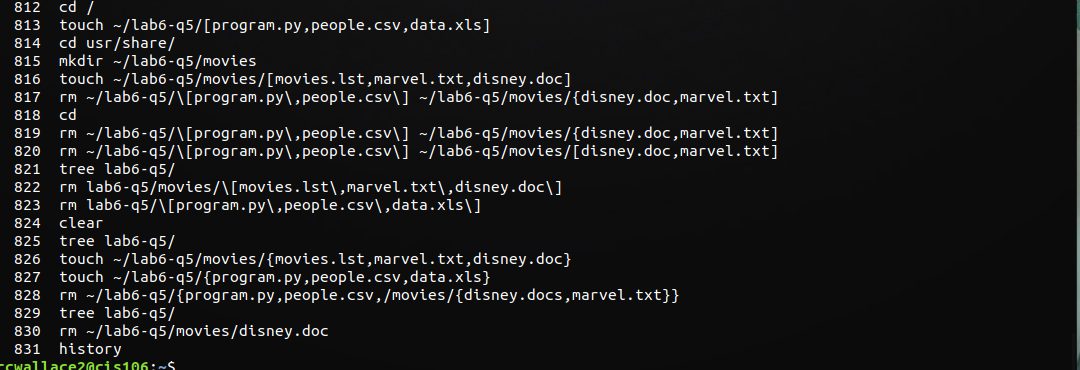 812 cd /
813 touch ~/lab6-q5/[program.py,people.csv,data.xls]
814 cd usr/share/
815 mkdir ~/lab6-q5/movies
816 touch ~/lab6-q5/movies/[movies.lst,marvel.txt,disney.doc]
817 rm ~/lab6-q5/\[program.py\,people.csv\] ~/lab6-q5/movies/{disney.doc,marvel.txt]
818 cd
819 rm ~/lab6-q5/\[program.py\,people.csv\] ~/lab6-q5/movies/{disney.doc,marvel.txt]
820 rm ~/lab6-q5/\[program.py\,people.csv\] ~/lab6-q5/movies/[disney.doc,marvel.txt]
821 tree lab6-q5/
822 rm lab6-q5/movies/\[movies.lst\,marvel.txt\,disney.doc\]
823 rm lab6-q5/\[program.py\,people.csv\,data.xls\]
824 clear
825 tree lab6-q5/
826 touch ~/lab6-q5/movies/{movies.lst,marvel.txt,disney.doc}
827 touch ~/lab6-q5/{program.py,people.csv,data.xls}
828 rm ~/lab6-q5/{program.py,people.csv,/movies/{disney.docs,marvel.txt}}
829 tree lab6-q5/
830 rm ~/lab6-q5/movies/disney.doc
831 history
ccwallace2@cis106:~$